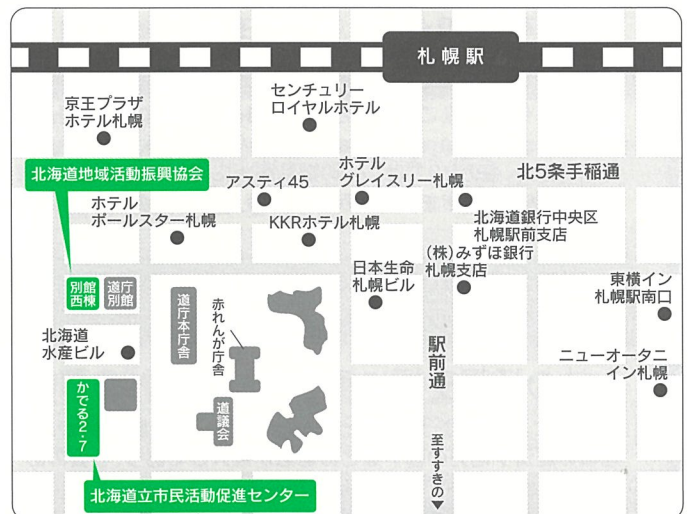 札幌駅
京王プラザ
ホテル札幌
センチュリー
ロイヤルホテル
北海道地域活動振興協会
アスティ45
ホテル
グレイスリー札幌
北5条手稲通
ホテル
ポールスター札幌
KKRホテル札幌
北海道銀行中央区
札幌駅前支店
(株)みずほ銀行
札幌支店
日本生命
札幌ビル
東横イン
札幌駅南口
別館
西棟
道庁
別館
道庁本庁舎
赤れんが庁舎
北海道
水産ビル
駅前通
ニューオータニ
イン札幌
かでる2・7
道議会
至すすきの▼
北海道立市民活動促進センター